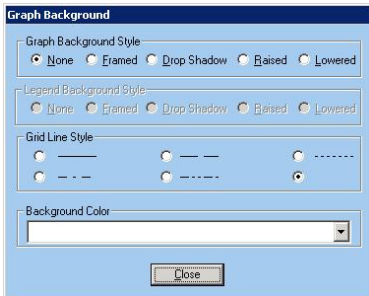 Graph Background
Graph Background Style
None Framed Drop Shadow Raised Lowered
Legend Background Style
None Framed Drop Shadow Raised Lowered
Grid Line Style
Background Color
Close